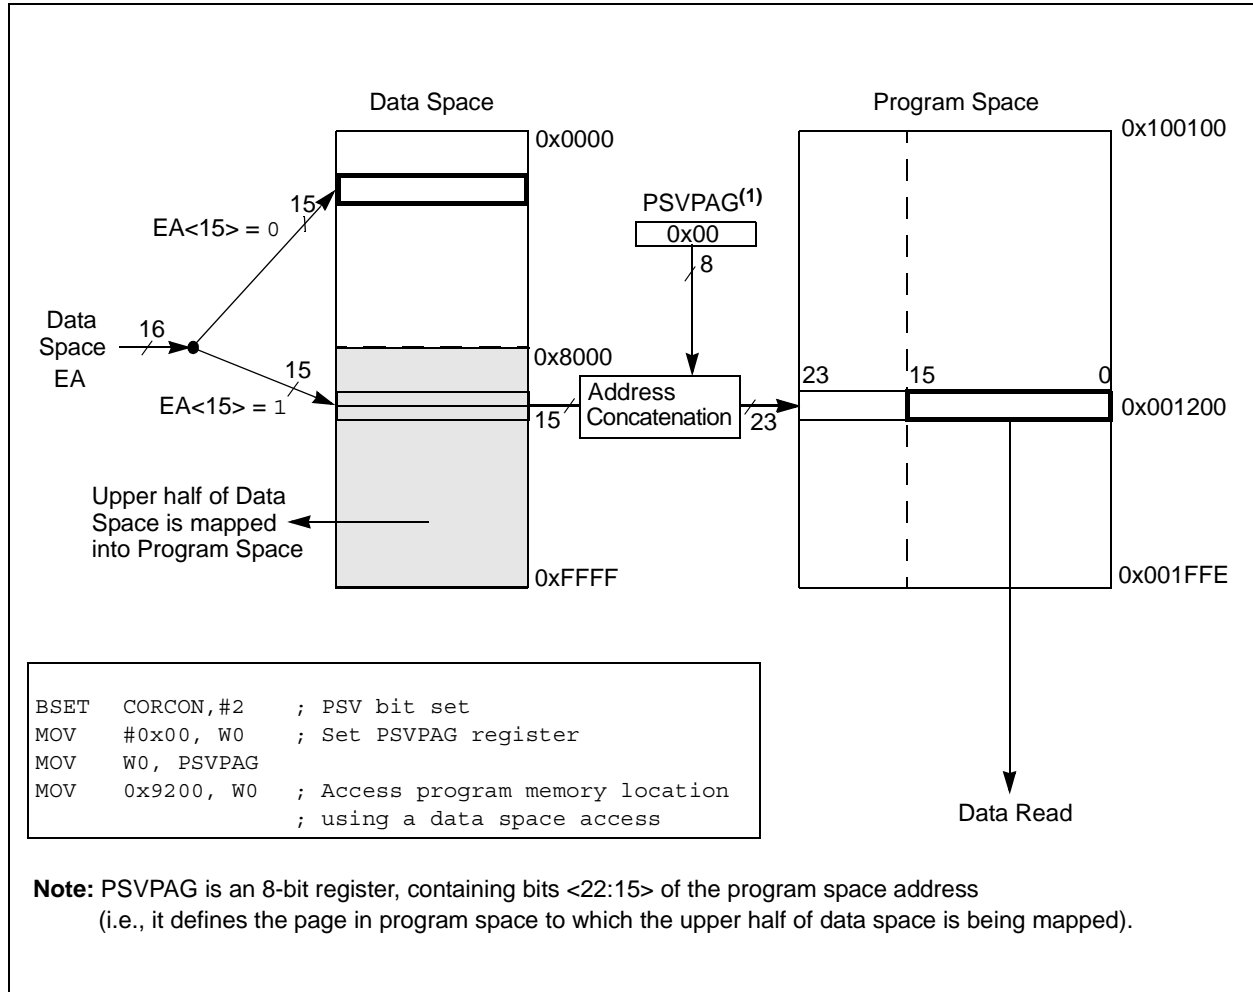 Data Space
Program Space
0x0000
0x100100
15
PSVPAG(1)
EA<15> = 0
0x00
8
Data
Space
EA
16
0x8000
15
EA<15> = 1
15
Address
Concatenation
23
23
15
0
0x001200
Upper half of Data
Space is mapped
into Program Space
0xFFFF
0x001FFE
BSET CORCON,#2 ; PSV bit set
MOV #0x00, W0 ; Set PSVPAG register
MOV W0, PSVPAG
MOV 0x9200, W0 ; Access program memory location
; using a data space access
Data Read
Note: PSVPAG is an 8-bit register, containing bits <22:15> of the program space address
(i.e., it defines the page in program space to which the upper half of data space is being mapped).